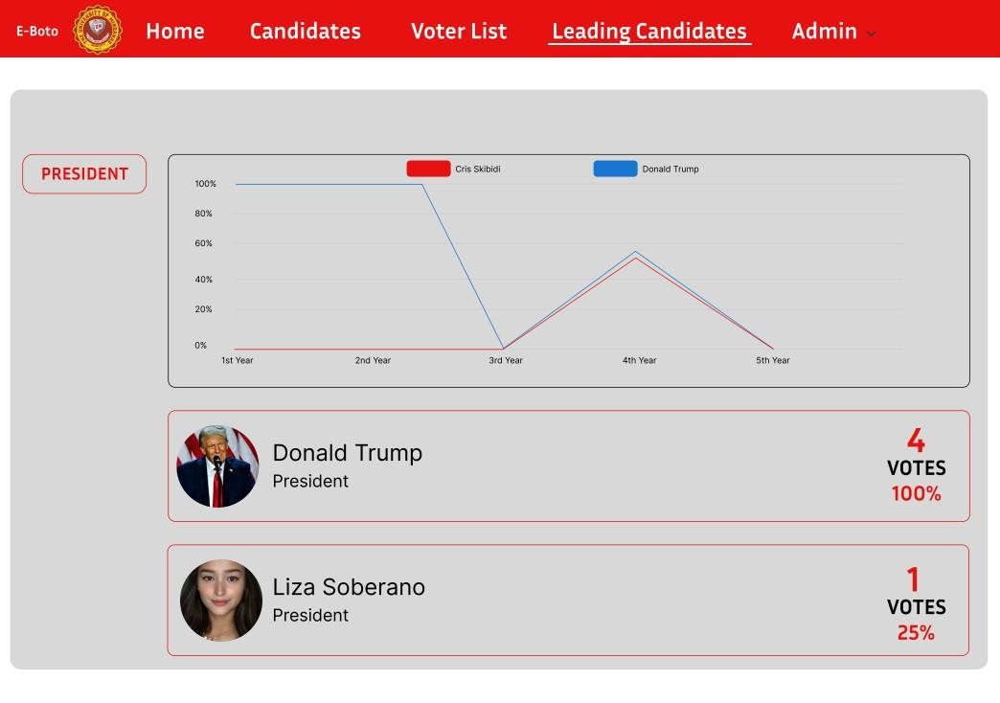 E-Boto
Home
Candidates
Voter List
Leading Candidates
Admin
PRESIDENT
Cris Skibidi
Donald Trump
100%
80%
60%
40%
20%
0%
1st Year
2nd Year
3rd Year
4th Year
5th Year
Donald Trump
President
4
VOTES
100%
Liza Soberano
President
1
VOTES
25%